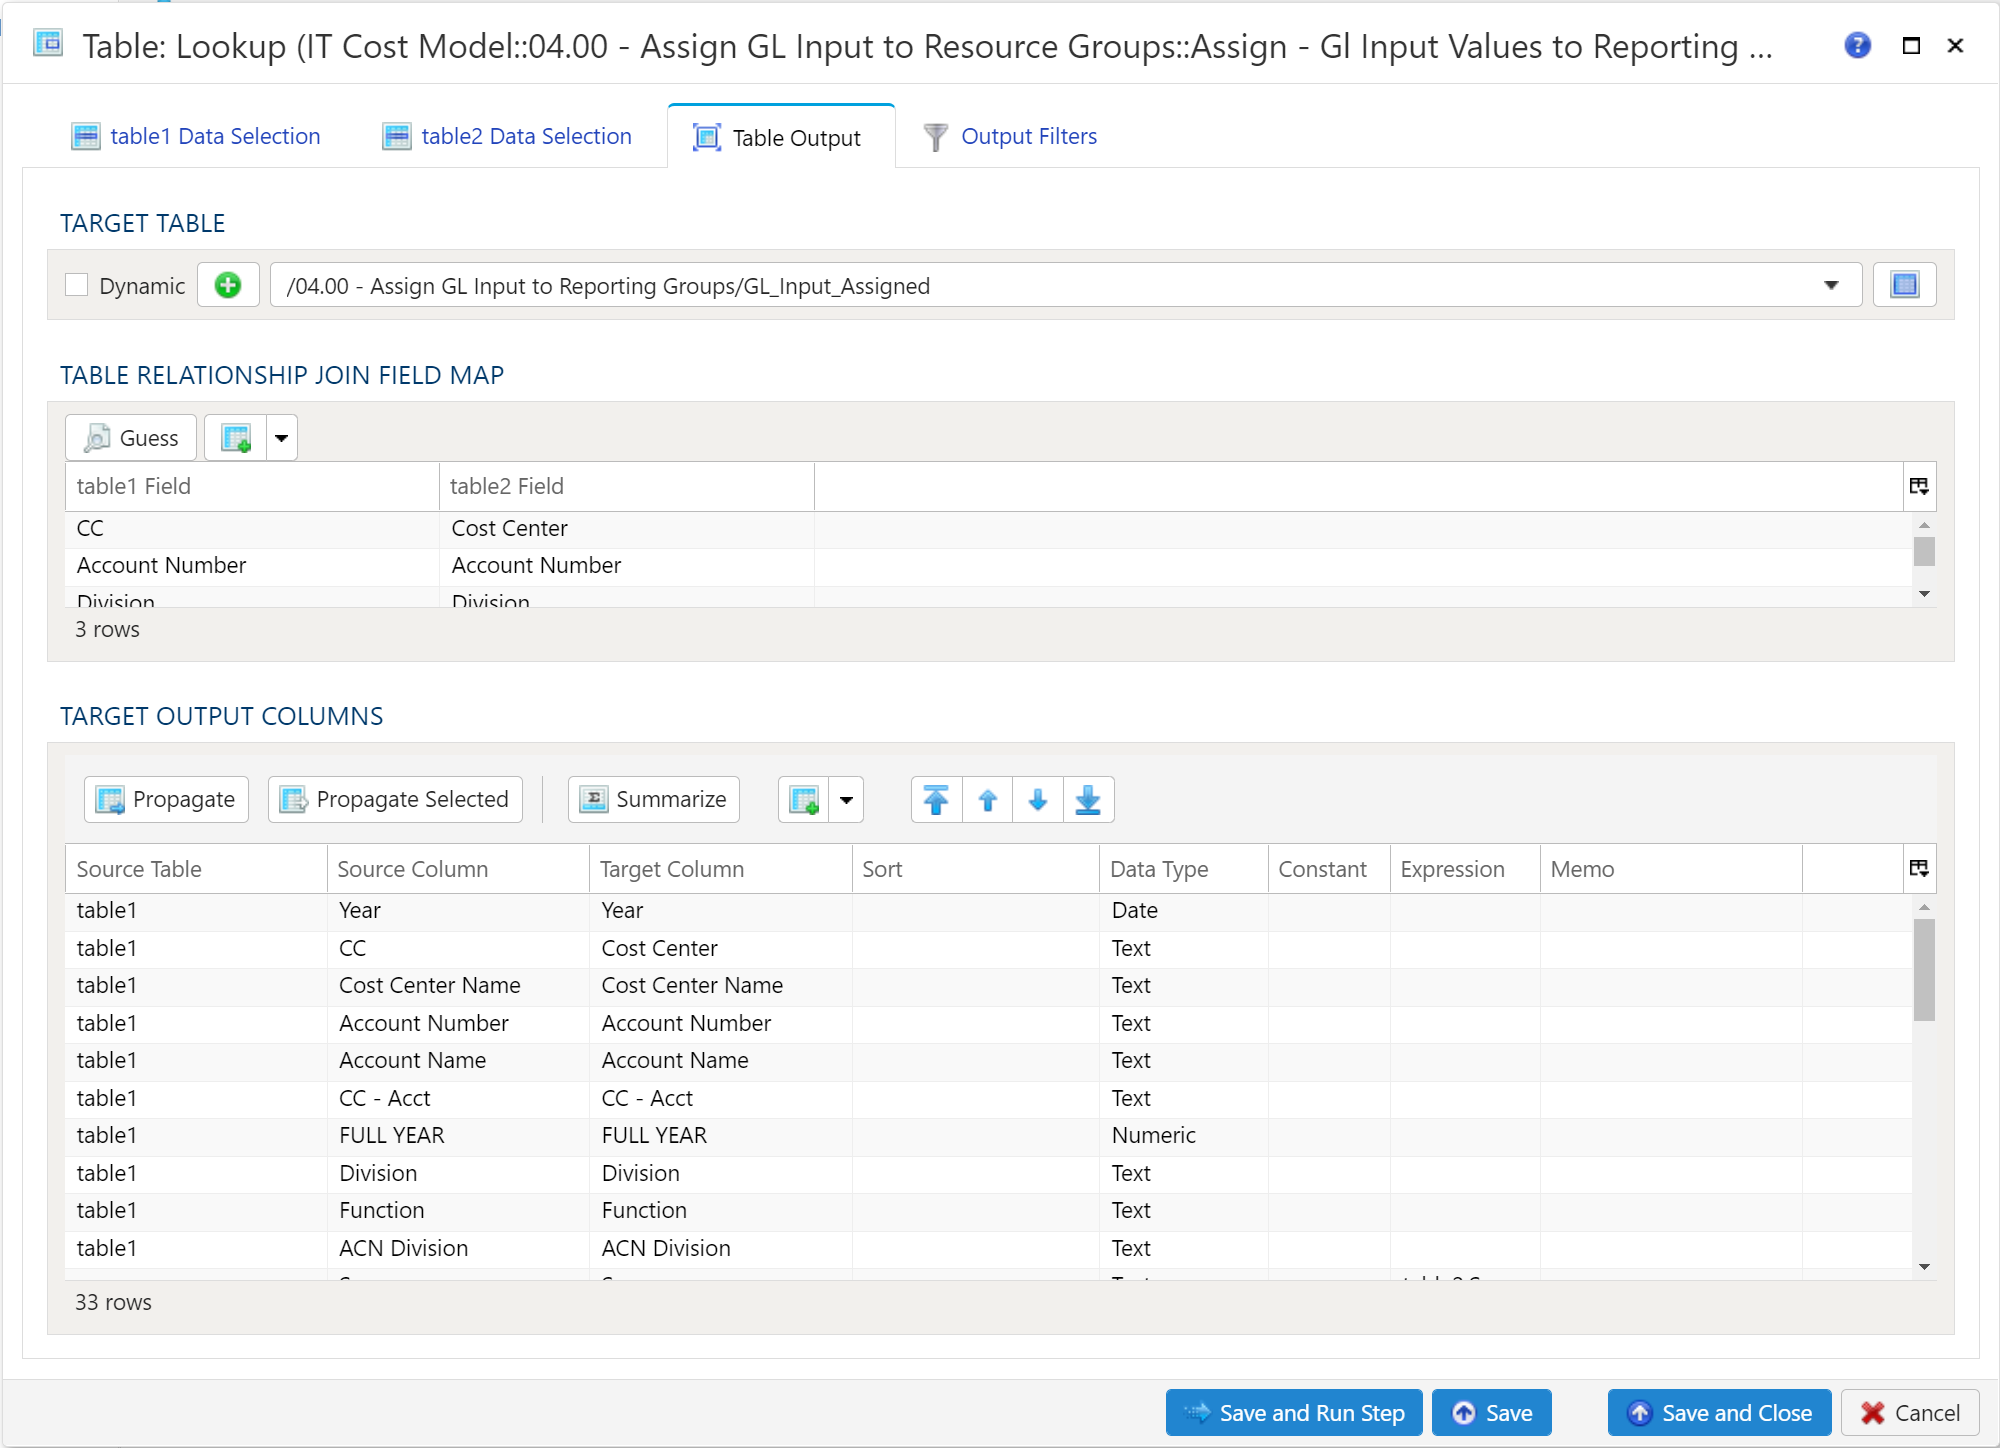 Table: Lookup (IT Cost Model::04.00 - Assign GL Input to Resource Groups::Assign - Gl Input Values to Reporting ...
table1 Data Selection
table2 Data Selection
Table Output
Output Filters
TARGET TABLE
Dynamic
/04.00 - Assign GL Input to Reporting Groups/GL_Input_Assigned
TABLE RELATIONSHIP JOIN FIELD MAP
Guess
table1 Field table2 Field
CC Cost Center
Account Number Account Number
Division Division
3 rows
TARGET OUTPUT COLUMNS
Propagate Propagate Selected Summarize
Source Table Source Column Target Column Sort Data Type Constant Expression Memo
table1 Year Year Date
table1 CC Cost Center Text
table1 Cost Center Name Cost Center Name Text
table1 Account Number Account Number Text
table1 Account Name Account Name Text
table1 CC - Acct CC - Acct Text
table1 FULL YEAR FULL YEAR Numeric
table1 Division Division Text
table1 Function Function Text
table1 ACN Division ACN Division Text
33 rows
Save and Run Step Save Save and Close Cancel